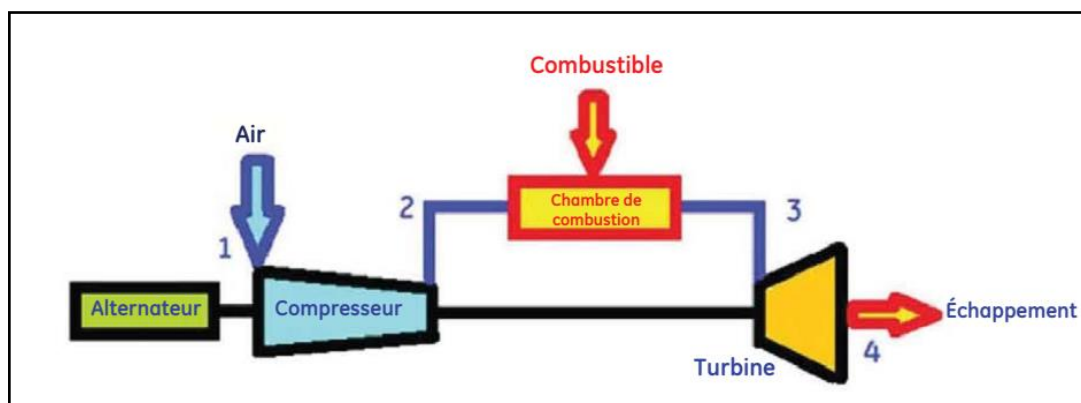 Combustible
Air
Chambre de
combustion
2
3
1
Alternateur
Compresseur
Échappement
Turbine
4